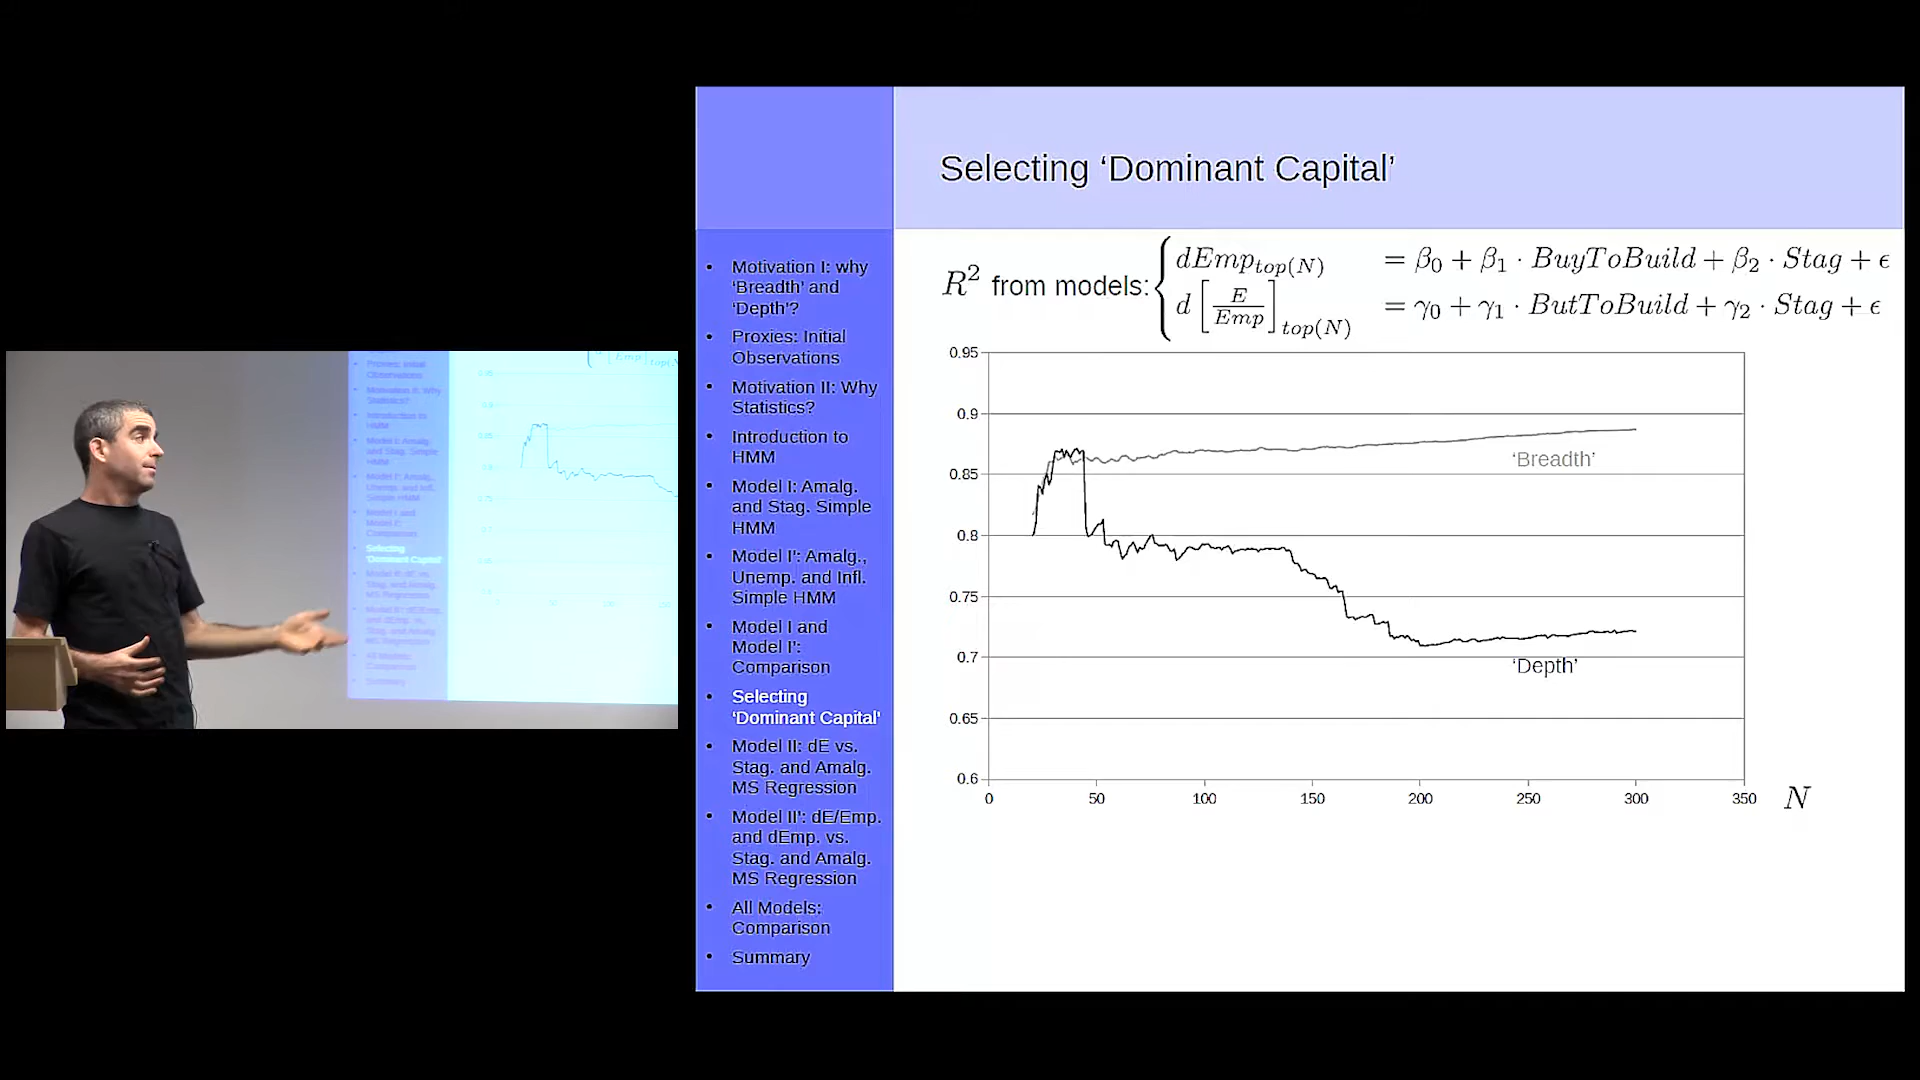 Selecting ‘Dominant Capital’
• Motivation I: why
‘Breadth’ and
‘Depth’?
• Proxies: Initial
Observations
• Motivation II: Why
Statistics?
• Introduction to
HMM
• Model I: Amalg.
and Stag. Simple
HMM
• Model I': Amalg.,
Unemp. and Infl.
Simple HMM
• Model I and
Model I':
Comparison
• Selecting
‘Dominant Capital’
• Model II: dE vs.
Stag. and Amalg.
MS Regression
• Model II': dE/Emp.
and dEmp. vs.
Stag. and Amalg.
MS Regression
• All Models:
Comparison
• Summary
R² from models:
dEmp_top(N) = β₀ + β₁ · BuyToBuild + β₂ · Stag + ϵ
d[E/Emp]_top(N) = γ₀ + γ₁ · ButToBuild + γ₂ · Stag + ϵ
0.95
0.9
0.85
0.8
0.75
0.7
0.65
0.6
‘Breadth’
‘Depth’
0 50 100 150 200 250 300 350 N
Selecting
‘Dominant Capital’